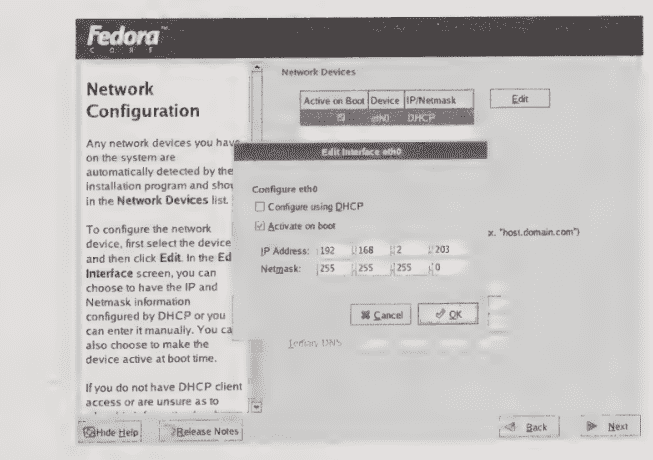 Fedora
CORE
Network
Configuration
Any network devices you have
on the system are
automatically detected by the
installation program and show
in the Network Devices list.
To configure the network
device, first select the device
and then click Edit. In the Ed
Interface screen, you can
choose to have the IP and
Netmask information
configured by DHCP or you
can enter it manually. You ca
also choose to make the
device active at boot time.
If you do not have DHCP client
access or are unsure as to
Hide Help
Release Notes
Network Devices
Active on Boot Device IP/Netmask
eth0 DHCP
Edit
Edit Interface eth0
Configure eth0
Configure using DHCP
Activate on boot
IP Address: 192 .168 .2 .203
Netmask: 255 .255 .255 .0
Cancel
OK
x. "host.domain.com")
Tertiary DNS
Back
Next